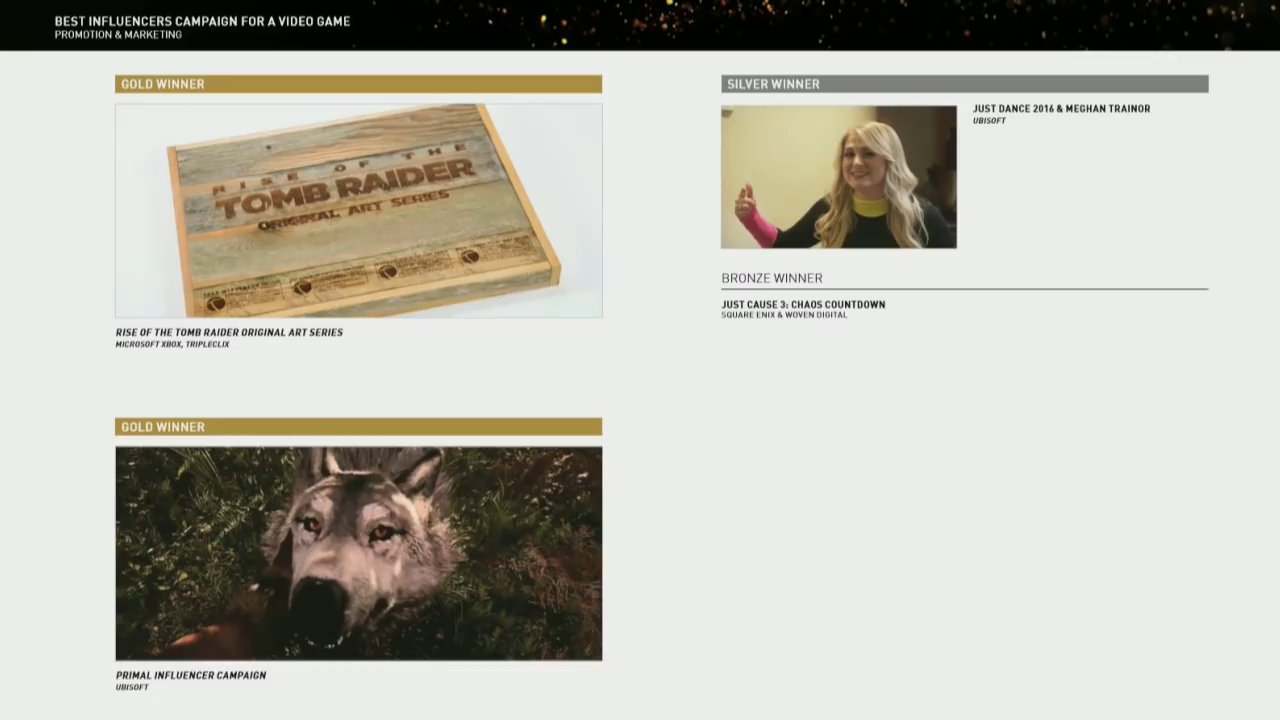 BEST INFLUENCERS CAMPAIGN FOR A VIDEO GAME
PROMOTION & MARKETING
GOLD WINNER
RISE OF THE
TOMB RAIDER
ORIGINAL ART SERIES
RISE OF THE TOMB RAIDER ORIGINAL ART SERIES
MICROSOFT XBOX, TRIPLECLIX
GOLD WINNER
PRIMAL INFLUENCER CAMPAIGN
UBISOFT
SILVER WINNER
JUST DANCE 2016 & MEGHAN TRAINOR
UBISOFT
BRONZE WINNER
JUST CAUSE 3: CHAOS COUNTDOWN
SQUARE ENIX & WOVEN DIGITAL